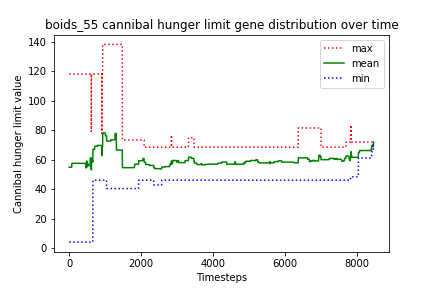 boids_55 cannibal hunger limit gene distribution over time
140
120
100
80
60
40
20
0
Cannibal hunger limit value
max
mean
min
0 2000 4000 6000 8000
Timesteps